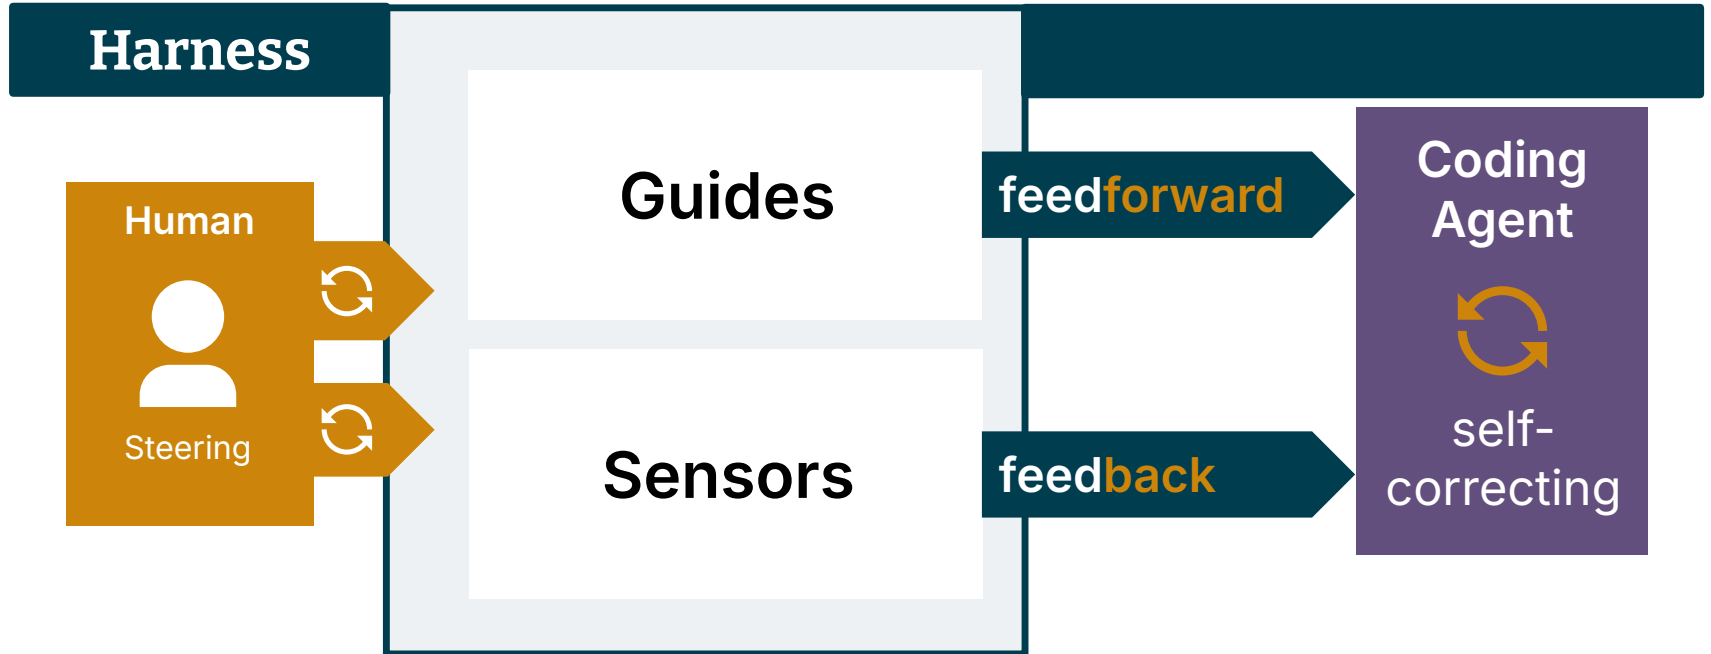 Harness
Human
Steering
Guides
Sensors
feedforward
feedback
Coding
Agent
self-
correcting